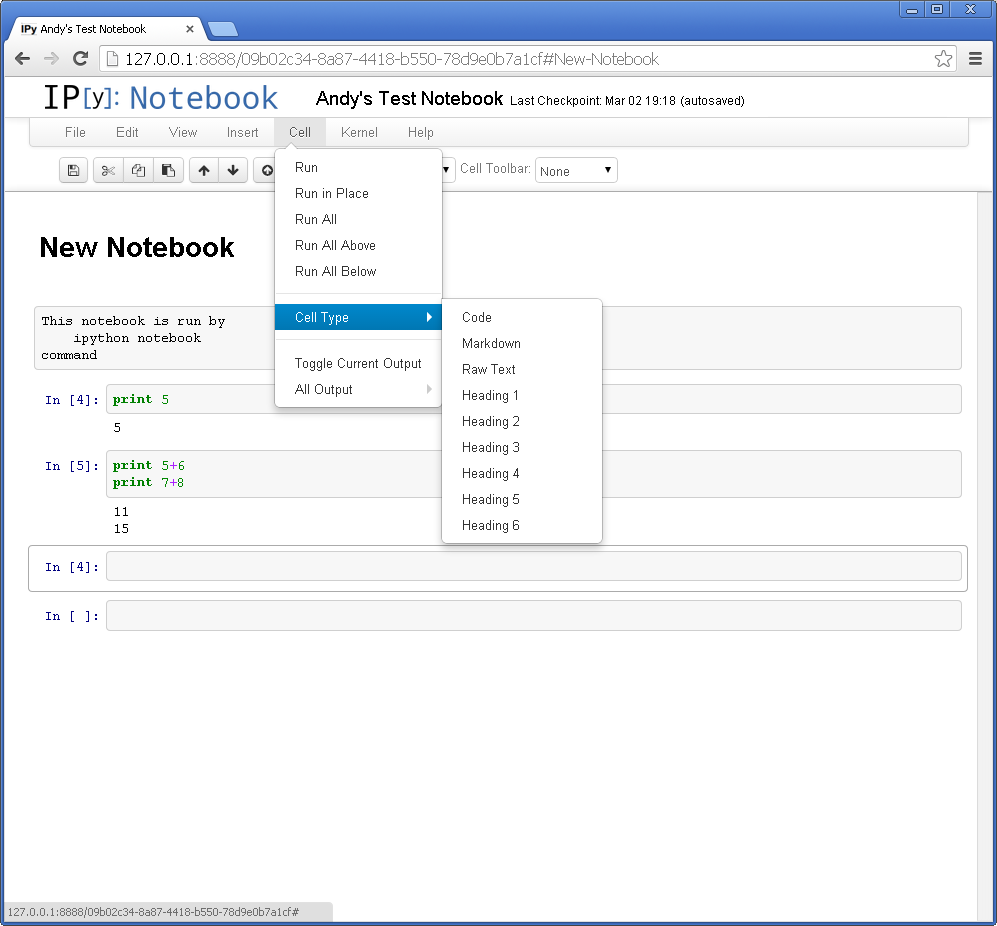 IPy Andy's Test Notebook
127.0.0.1:8888/09b02c34-8a87-4418-b550-78d9e0b7a1cf#New-Notebook
IP[y]: Notebook Andy's Test Notebook Last Checkpoint: Mar 02 19:18 (autosaved)
File Edit View Insert Cell Kernel Help
Cell Toolbar: None
Run
Run in Place
Run All
Run All Above
Run All Below
Cell Type
Toggle Current Output
All Output
Code
Markdown
Raw Text
Heading 1
Heading 2
Heading 3
Heading 4
Heading 5
Heading 6
New Notebook
This notebook is run by
ipython notebook
command
In [4]: print 5
5
In [5]: print 5+6
print 7+8
11
15
In [4]:
In [ ]:
127.0.0.1:8888/09b02c34-8a87-4418-b550-78d9e0b7a1cf#